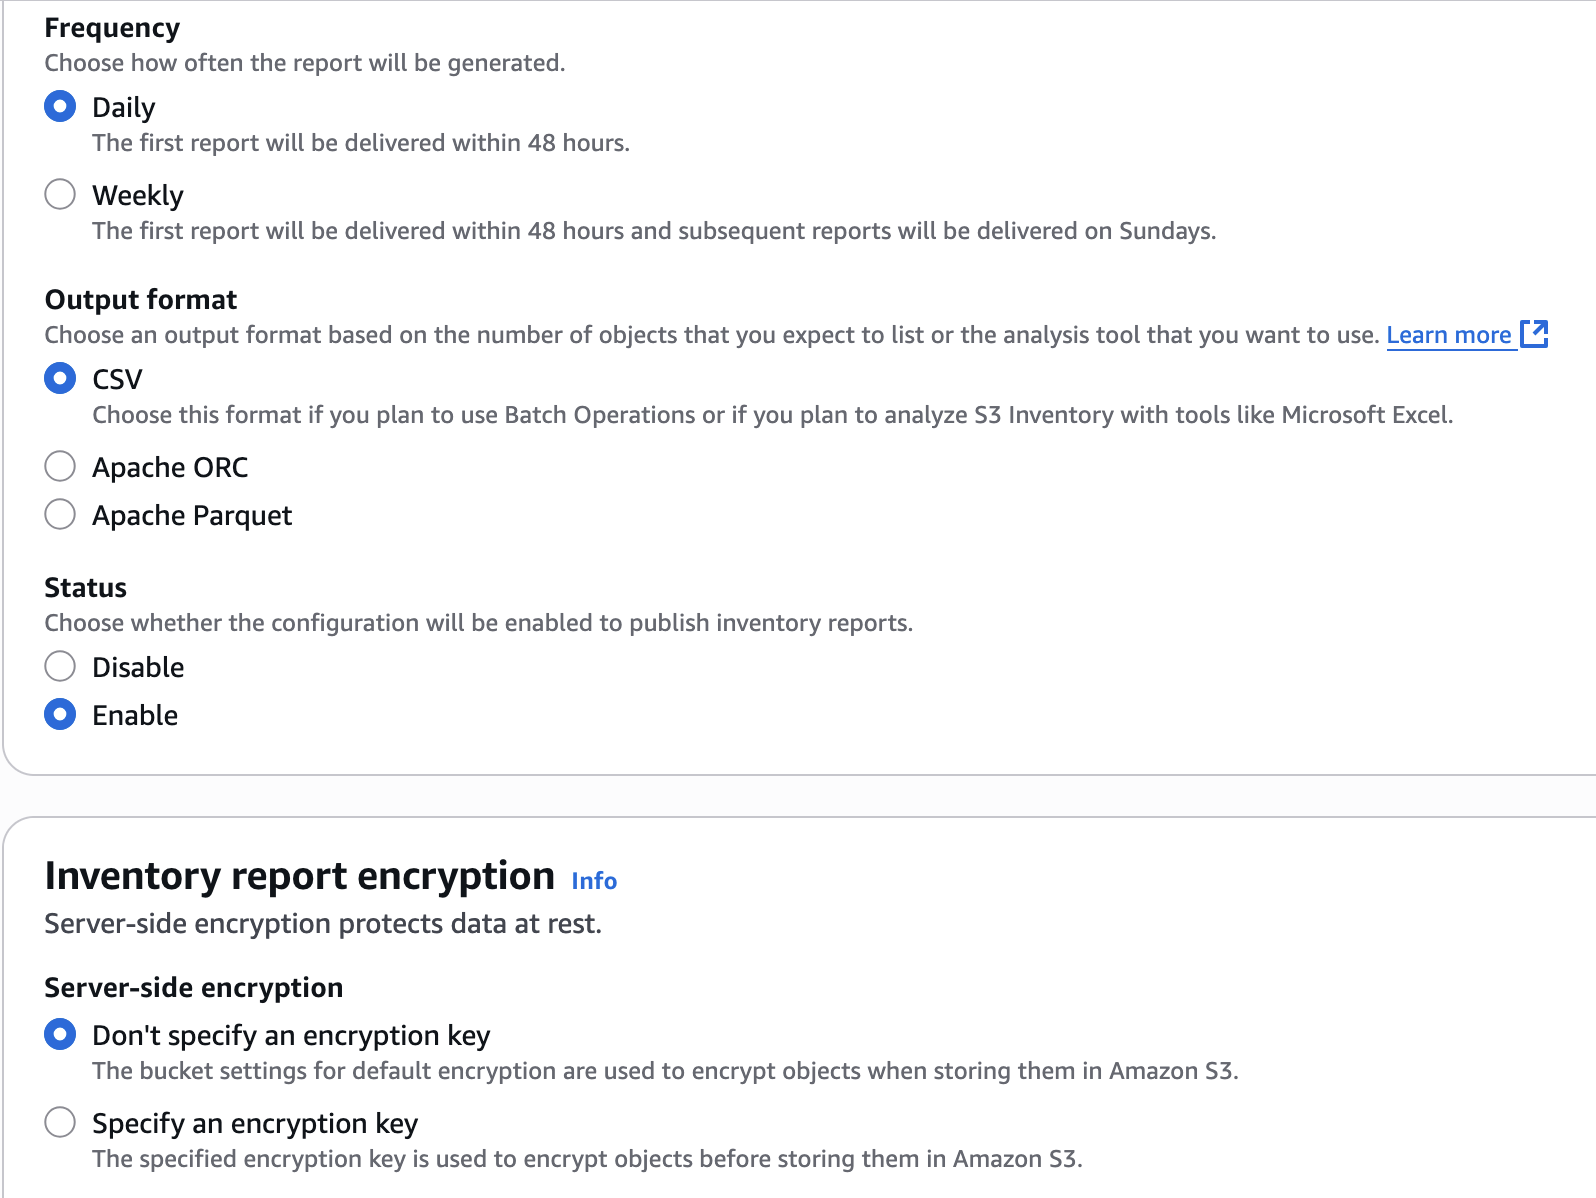 Frequency
Choose how often the report will be generated.
Daily
The first report will be delivered within 48 hours.
Weekly
The first report will be delivered within 48 hours and subsequent reports will be delivered on Sundays.
Output format
Choose an output format based on the number of objects that you expect to list or the analysis tool that you want to use. Learn more
CSV
Choose this format if you plan to use Batch Operations or if you plan to analyze S3 Inventory with tools like Microsoft Excel.
Apache ORC
Apache Parquet
Status
Choose whether the configuration will be enabled to publish inventory reports.
Disable
Enable
Inventory report encryption Info
Server-side encryption protects data at rest.
Server-side encryption
Don't specify an encryption key
The bucket settings for default encryption are used to encrypt objects when storing them in Amazon S3.
Specify an encryption key
The specified encryption key is used to encrypt objects before storing them in Amazon S3.